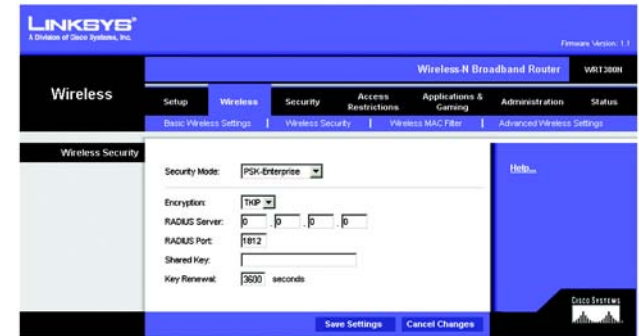 LINKSYS®
A Division of Cisco Systems, Inc.
Firmware Version: 1.1
Wireless-N Broadband Router WRT300N
Wireless
Setup Wireless Security Access Restrictions Applications & Gaming Administration Status
Basic Wireless Settings | Wireless Security | Wireless MAC Filter | Advanced Wireless Settings
Wireless Security
Security Mode: PSK-Enterprise
Help...
Encryption: TKIP
RADIUS Server: 0 . 0 . 0 . 0
RADIUS Port: 1812
Shared Key:
Key Renewal: 3600 seconds
Save Settings Cancel Changes
CISCO SYSTEMS